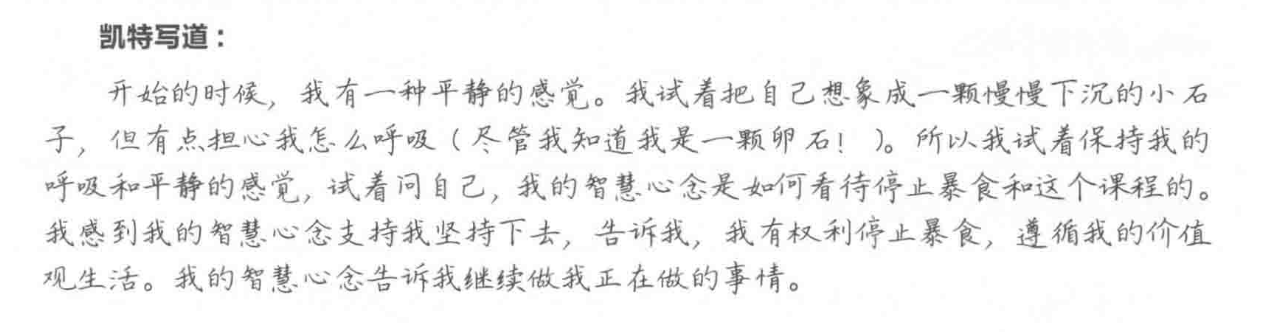 凯特写道：
开始的时候，我有一种平静的感觉。我试着把自己想象成一颗慢慢下沉的小石
子，但有点担心我怎么呼吸（尽管我知道我是一颗卵石！）。所以我试着保持我的
呼吸和平静的感觉，试着问自己，我的智慧心念是如何看待停止暴食和这个课程的。
我感到我的智慧心念支持我坚持下去，告诉我，我有权利停止暴食，遵循我的价值
观生活。我的智慧心念告诉我继续做我正在做的事情。